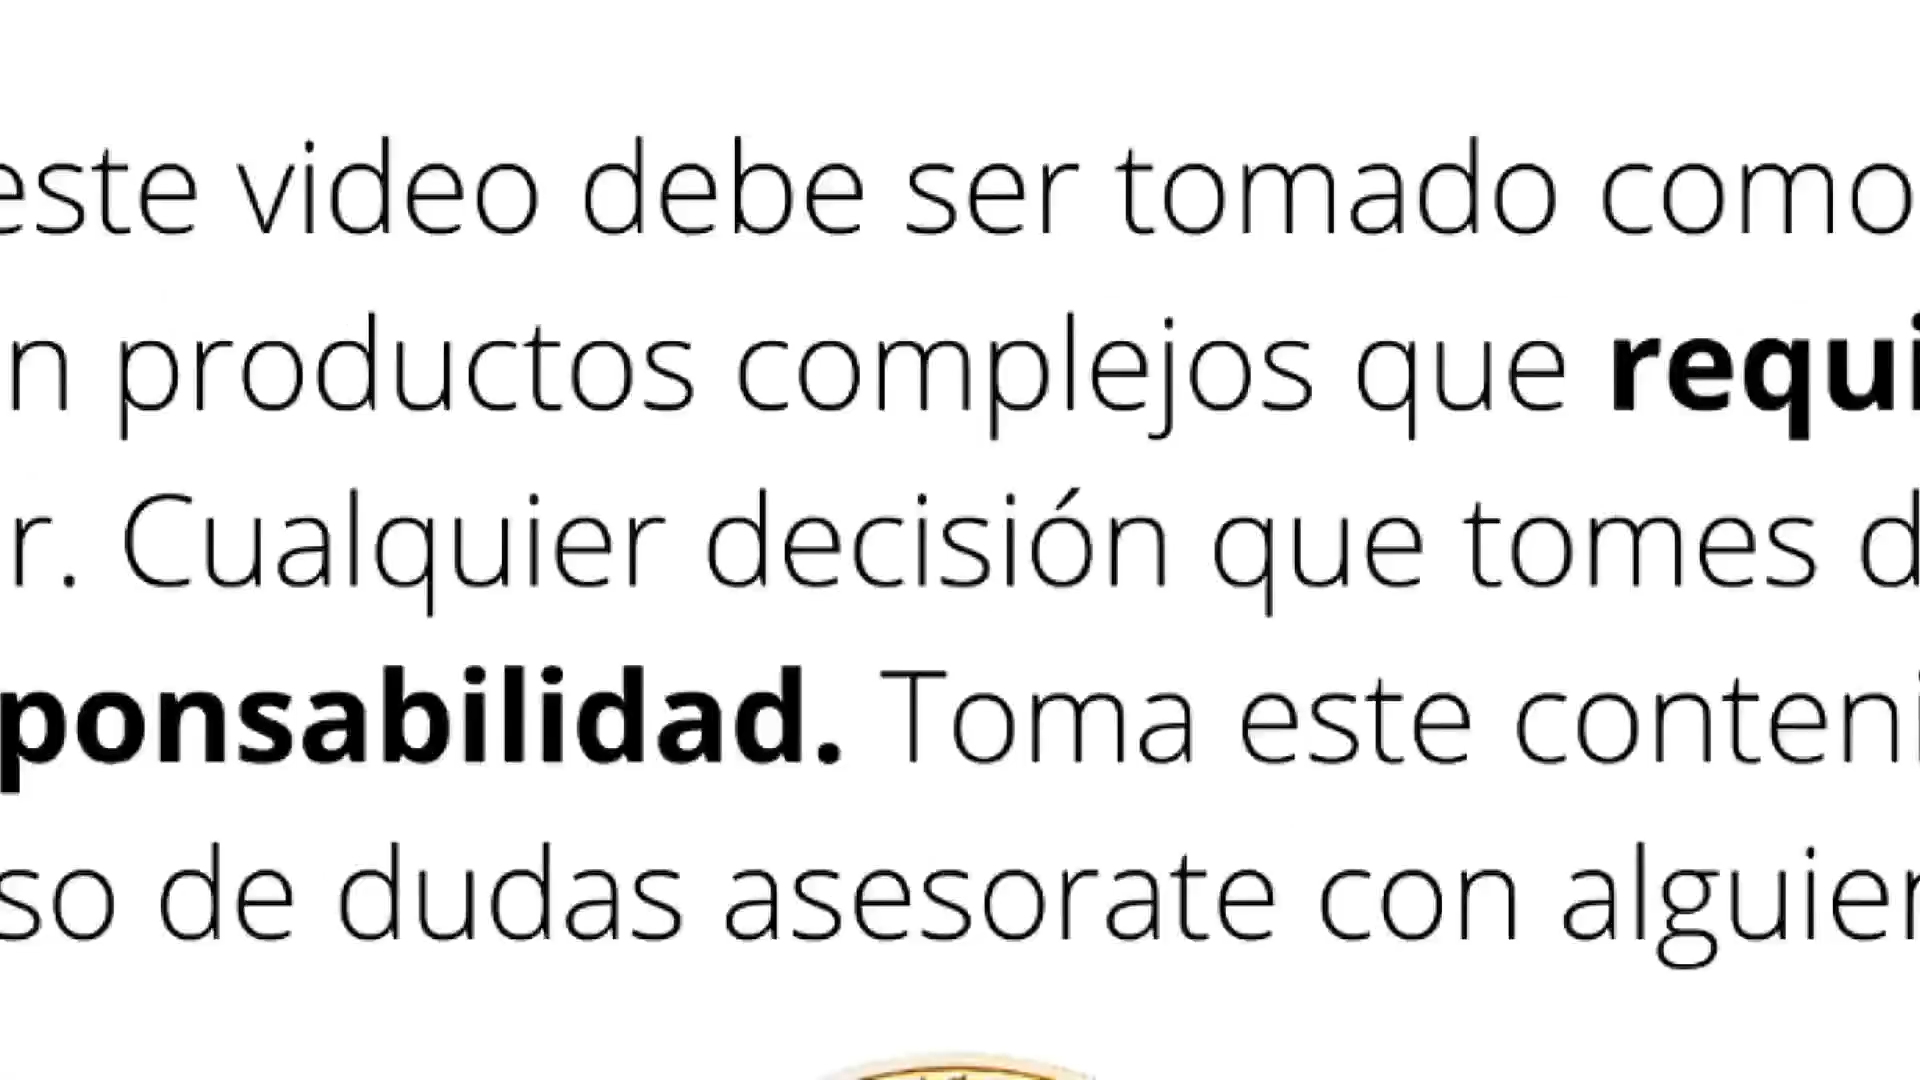 este video debe ser tomado como
n productos complejos que requi
r. Cualquier decisión que tomes d
ponsabilidad. Toma este conteni
so de dudas asesorate con alguien